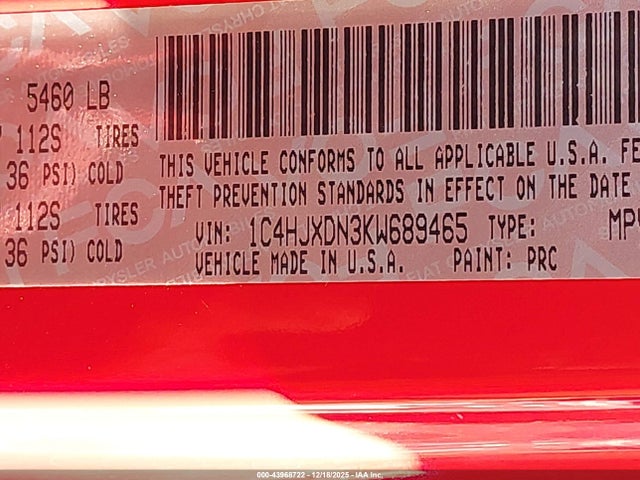 5460 LB
112S TIRES
36 PSI) COLD
112S TIRES
36 PSI) COLD
THIS VEHICLE CONFORMS TO ALL APPLICABLE U.S.A. FE
THEFT PREVENTION STANDARDS IN EFFECT ON THE DATE
VIN: 1C4HJXDN3KW689465 TYPE: MPV
VEHICLE MADE IN U.S.A. PAINT: PRC
000-43968722 - 12/18/2025 - IAA Inc.